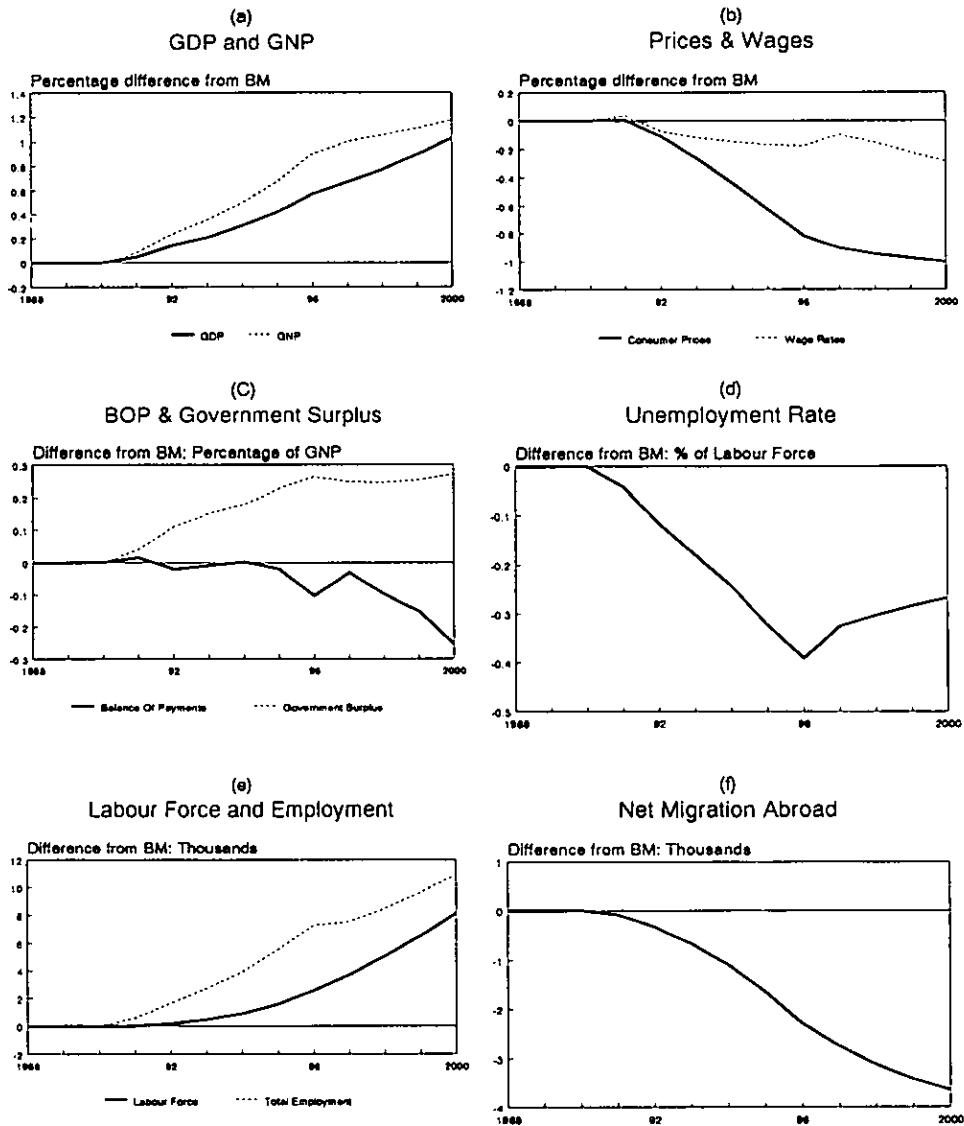 (a)
GDP and GNP
Percentage difference from BM
1.4
1.2
1
0.8
0.6
0.4
0.2
0
-0.2
1988
92
96
2000
GDP
GNP
(b)
Prices & Wages
Percentage difference from BM
0.2
0
-0.2
-0.4
-0.6
-0.8
-1
-1.2
1988
92
96
2000
Consumer Prices
Wage Rates
(C)
BOP & Government Surplus
Difference from BM: Percentage of GNP
0.3
0.2
0.1
0
-0.1
-0.2
-0.3
1988
92
96
2000
Balance Of Payments
Government Surplus
(d)
Unemployment Rate
Difference from BM: % of Labour Force
0
-0.1
-0.2
-0.3
-0.4
-0.5
1988
92
96
2000
(e)
Labour Force and Employment
Difference from BM: Thousands
12
10
8
6
4
2
0
-2
1988
92
96
2000
Labour Force
Total Employment
(f)
Net Migration Abroad
Difference from BM: Thousands
1
0
-1
-2
-3
-4
1988
92
96
2000